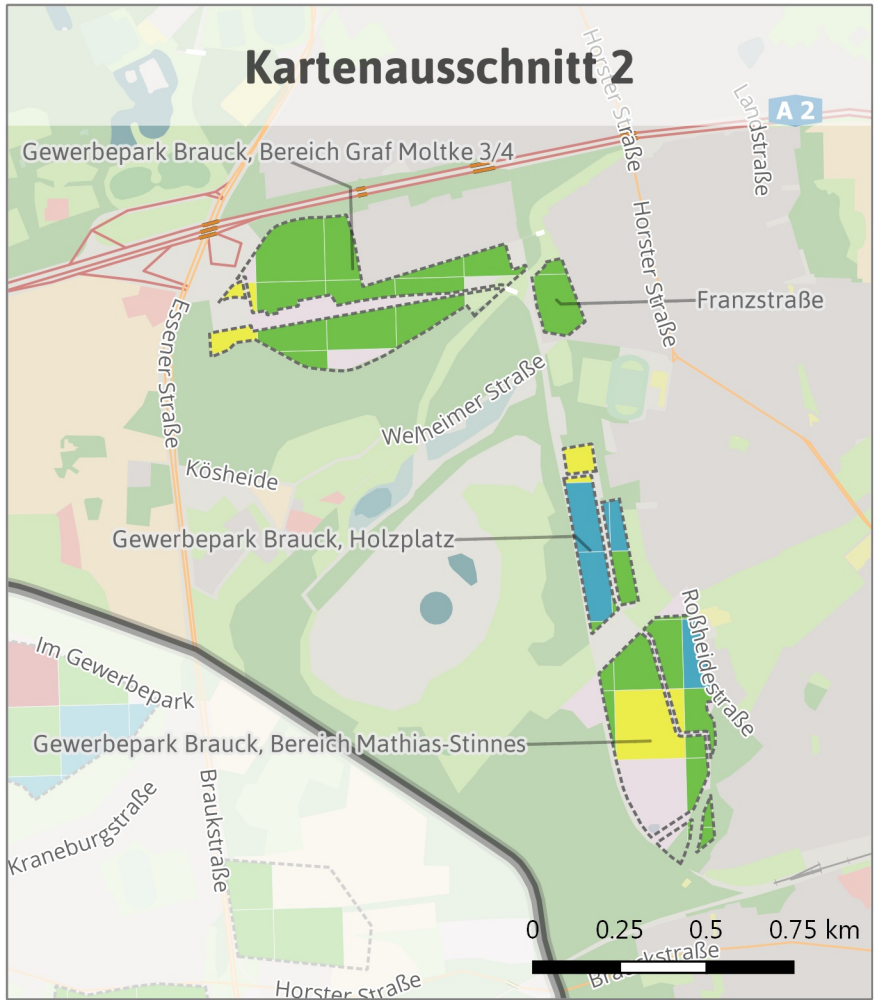 Kartenausschnitt 2
Horster Straße
Landstraße
A 2
Gewerbepark Brauck, Bereich Graf Moltke 3/4
Horster Straße
Franzstraße
Essener Straße
Welheimer Straße
Kösheide
Gewerbepark Brauck, Holzplatz
Roßheidestraße
Im Gewerbepark
Gewerbepark Brauck, Bereich Mathias-Stinnes
Kraneburgstraße
Braukstraße
0 0.25 0.5 0.75 km
Horster Straße